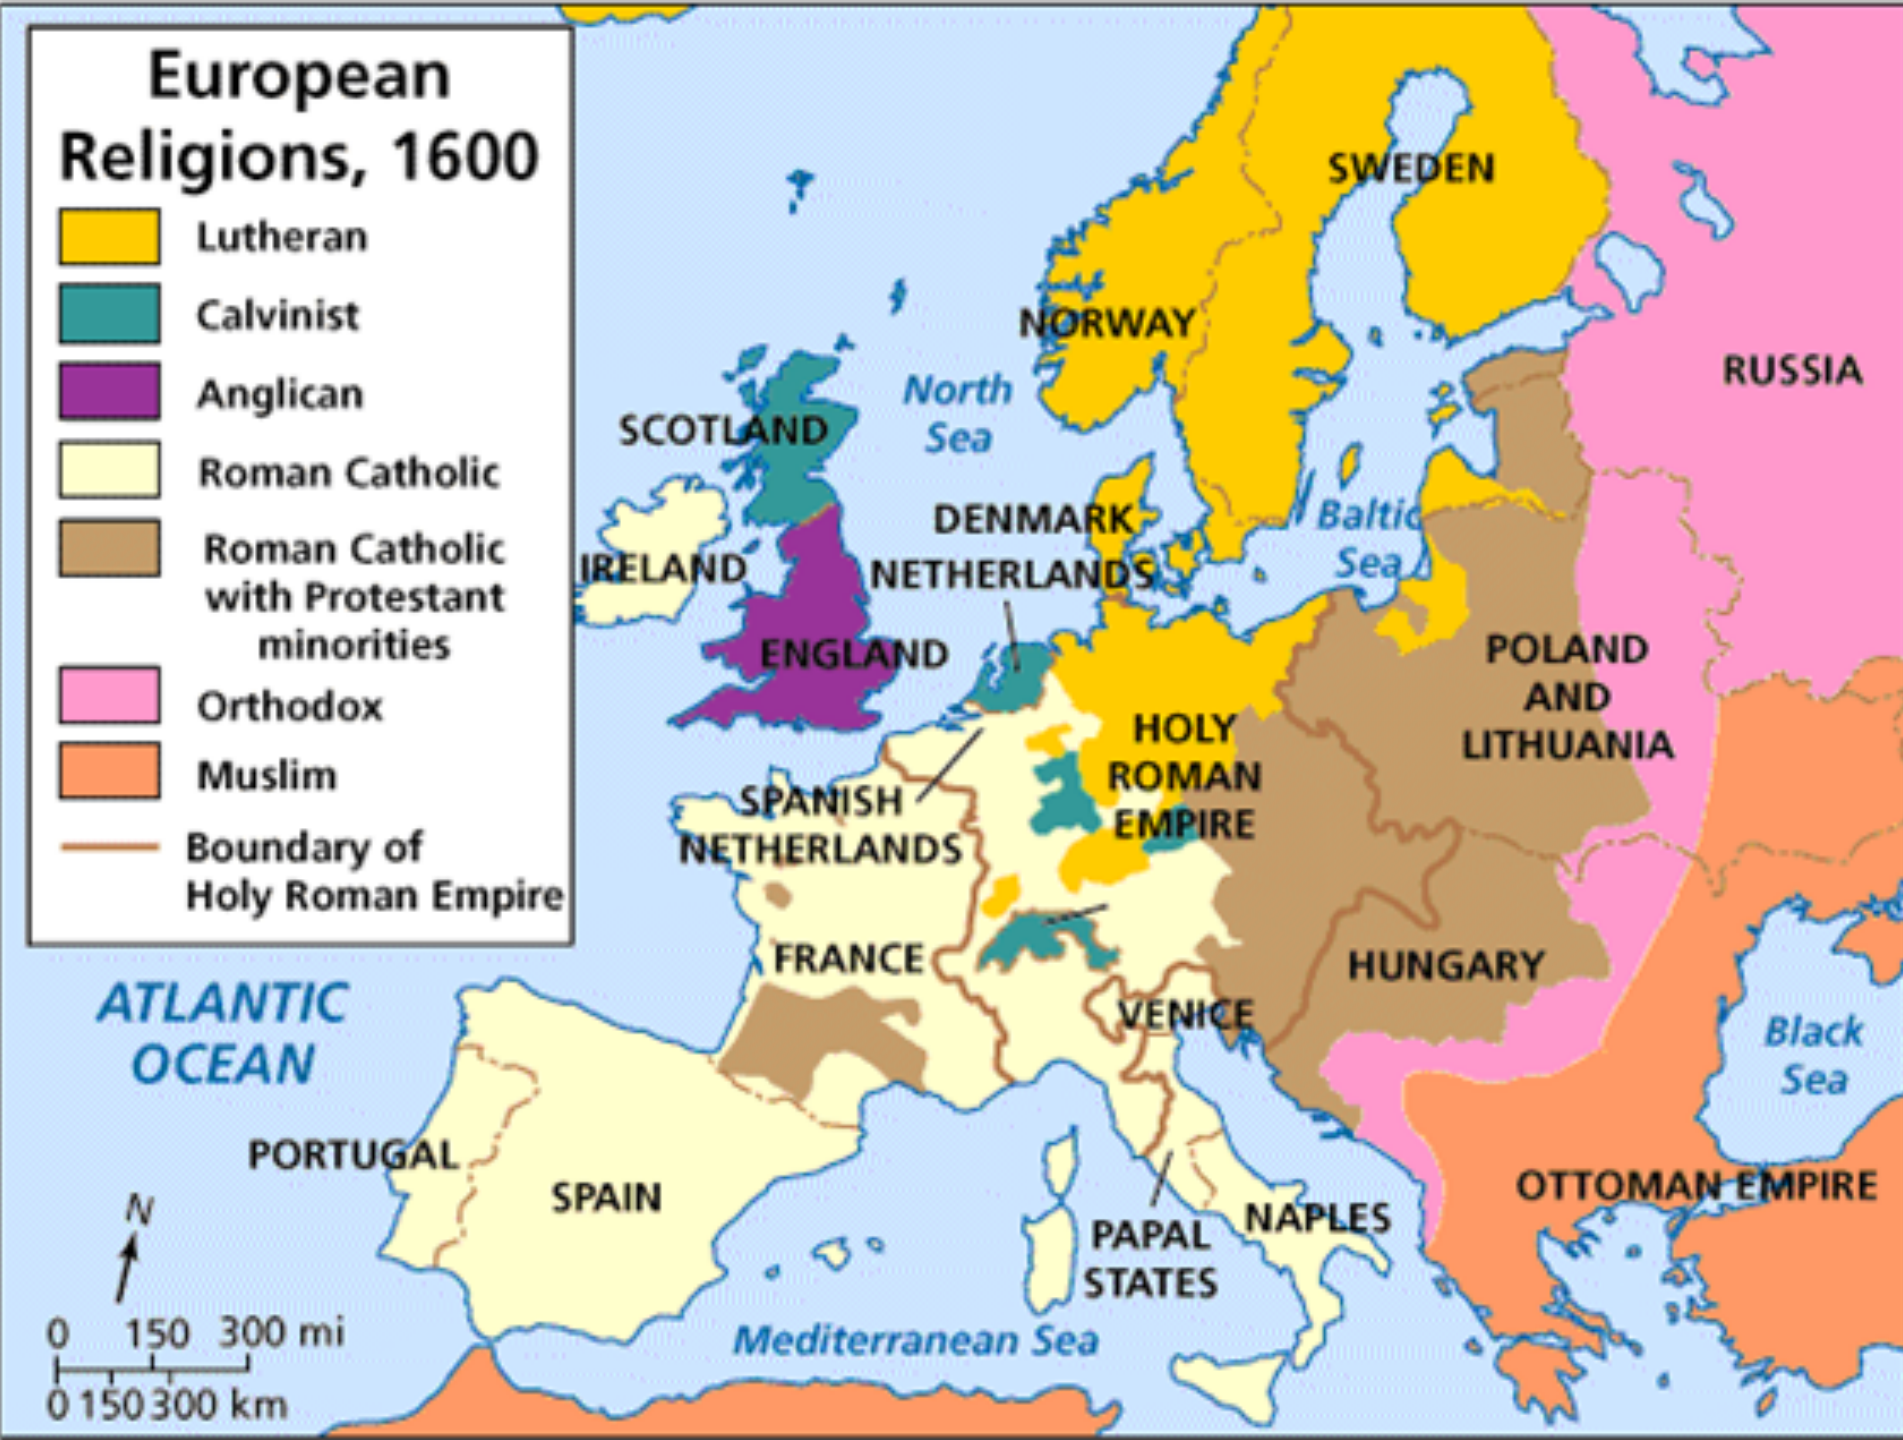 European
Religions, 1600
Lutheran
Calvinist
Anglican
Roman Catholic
Roman Catholic
with Protestant
minorities
Orthodox
Muslim
Boundary of
Holy Roman Empire
SWEDEN
NORWAY
RUSSIA
North
Sea
SCOTLAND
DENMARK
Baltic
Sea
IRELAND
NETHERLANDS
ENGLAND
POLAND
AND
LITHUANIA
HOLY
ROMAN
EMPIRE
SPANISH
NETHERLANDS
FRANCE
HUNGARY
VENICE
ATLANTIC
OCEAN
Black
Sea
PORTUGAL
SPAIN
OTTOMAN EMPIRE
NAPLES
PAPAL
STATES
Mediterranean Sea
N
0 150 300 mi
0 150 300 km